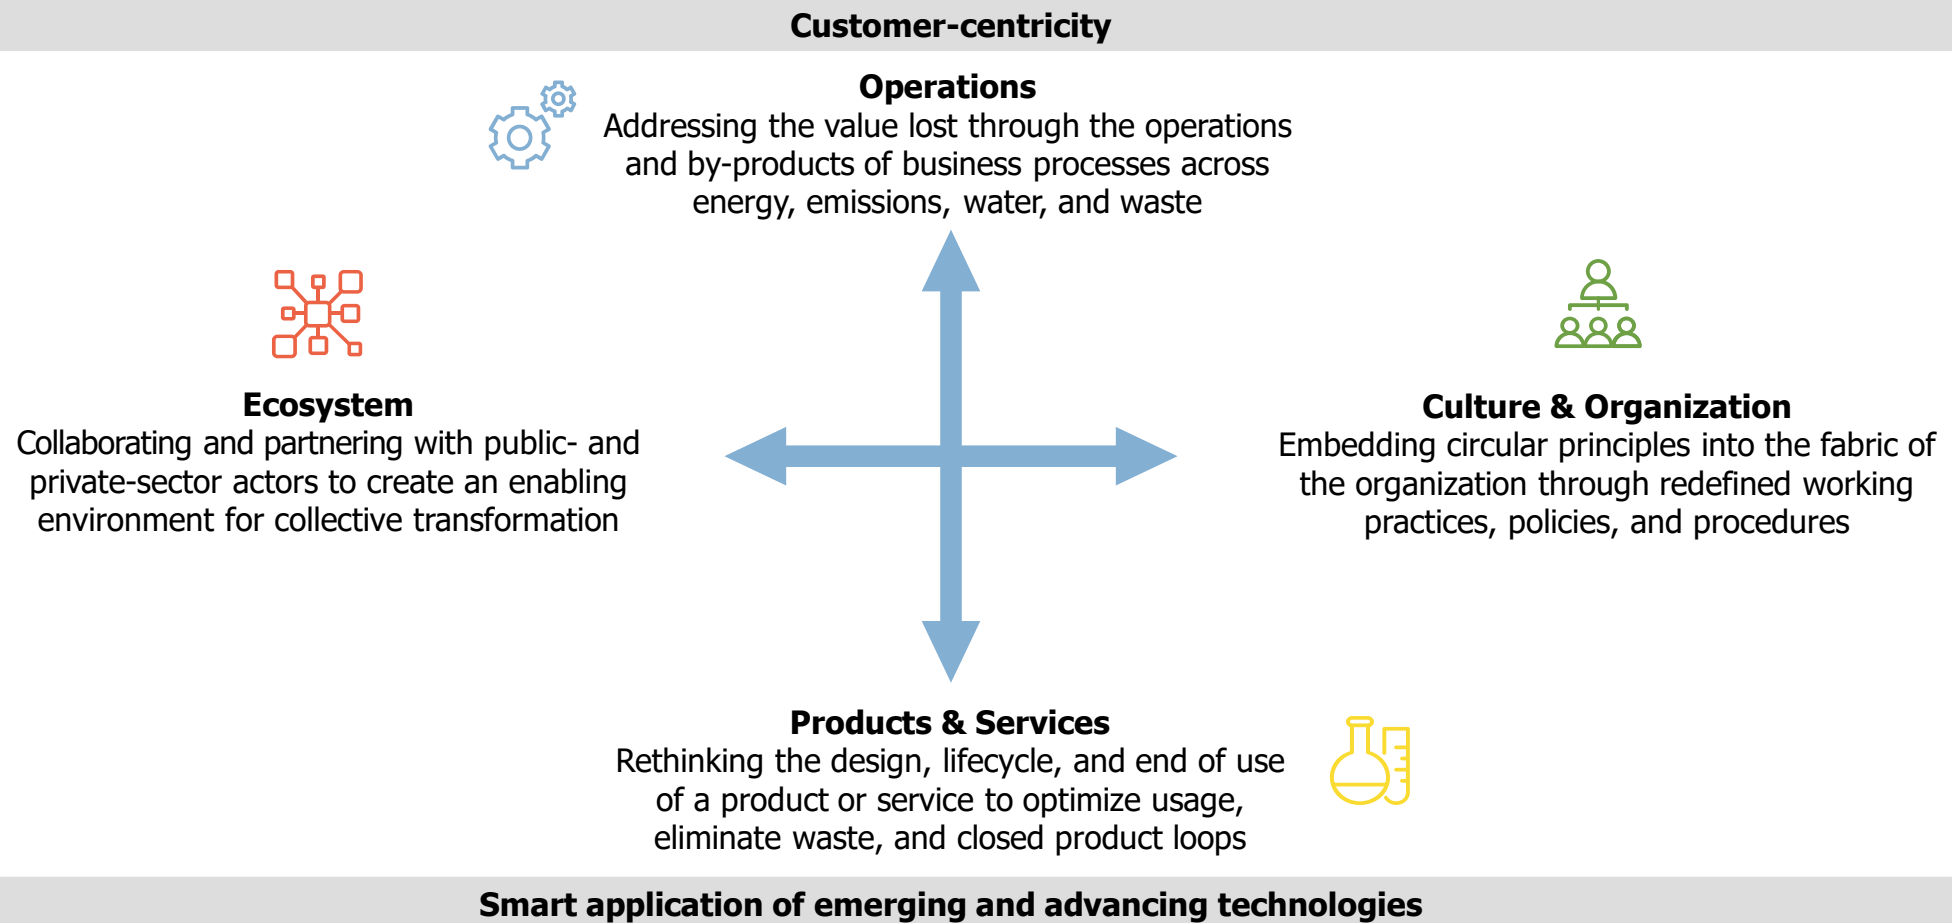 Customer-centricity
Operations
Addressing the value lost through the operations
and by-products of business processes across
energy, emissions, water, and waste
Ecosystem
Collaborating and partnering with public- and
private-sector actors to create an enabling
environment for collective transformation
Culture & Organization
Embedding circular principles into the fabric of
the organization through redefined working
practices, policies, and procedures
Products & Services
Rethinking the design, lifecycle, and end of use
of a product or service to optimize usage,
eliminate waste, and closed product loops
Smart application of emerging and advancing technologies